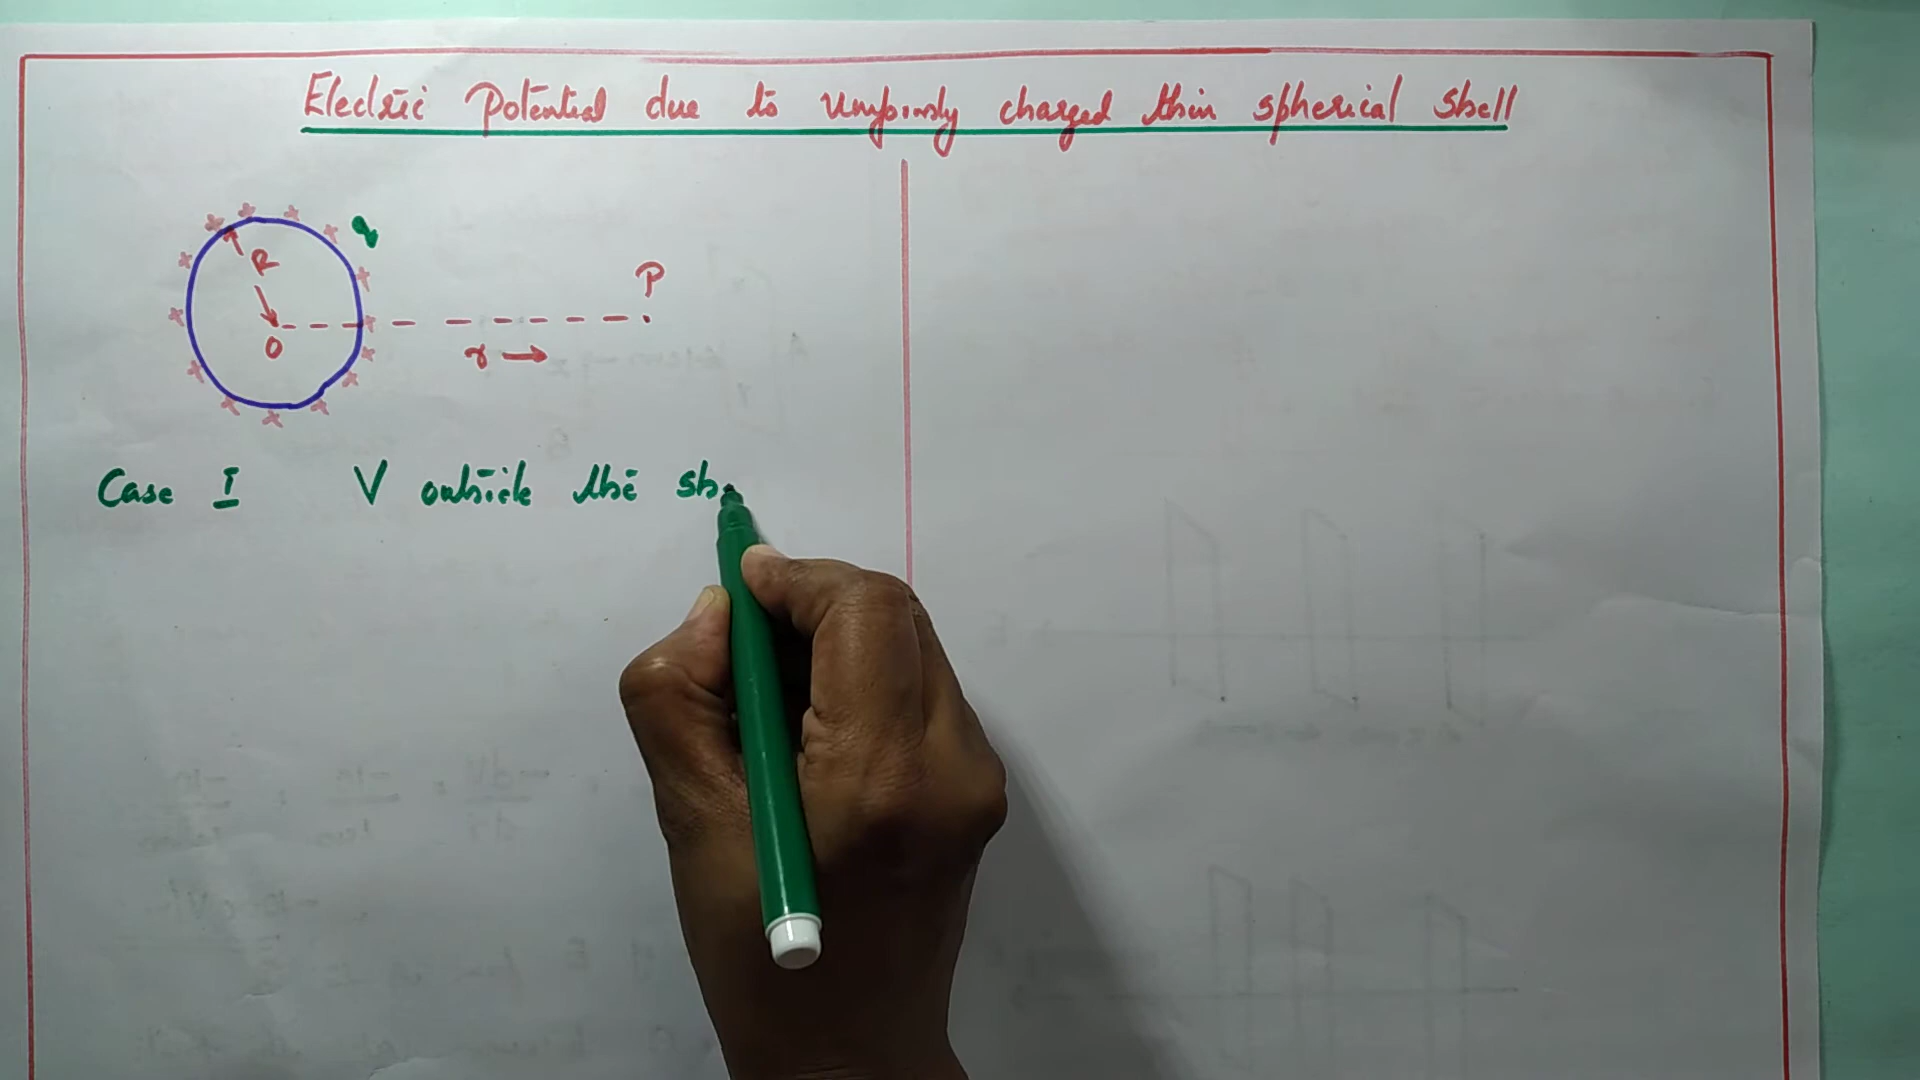 Electric Potential due to Uniformly charged thin spherical shell
q
R
P
O
r
Case I V outside the sh